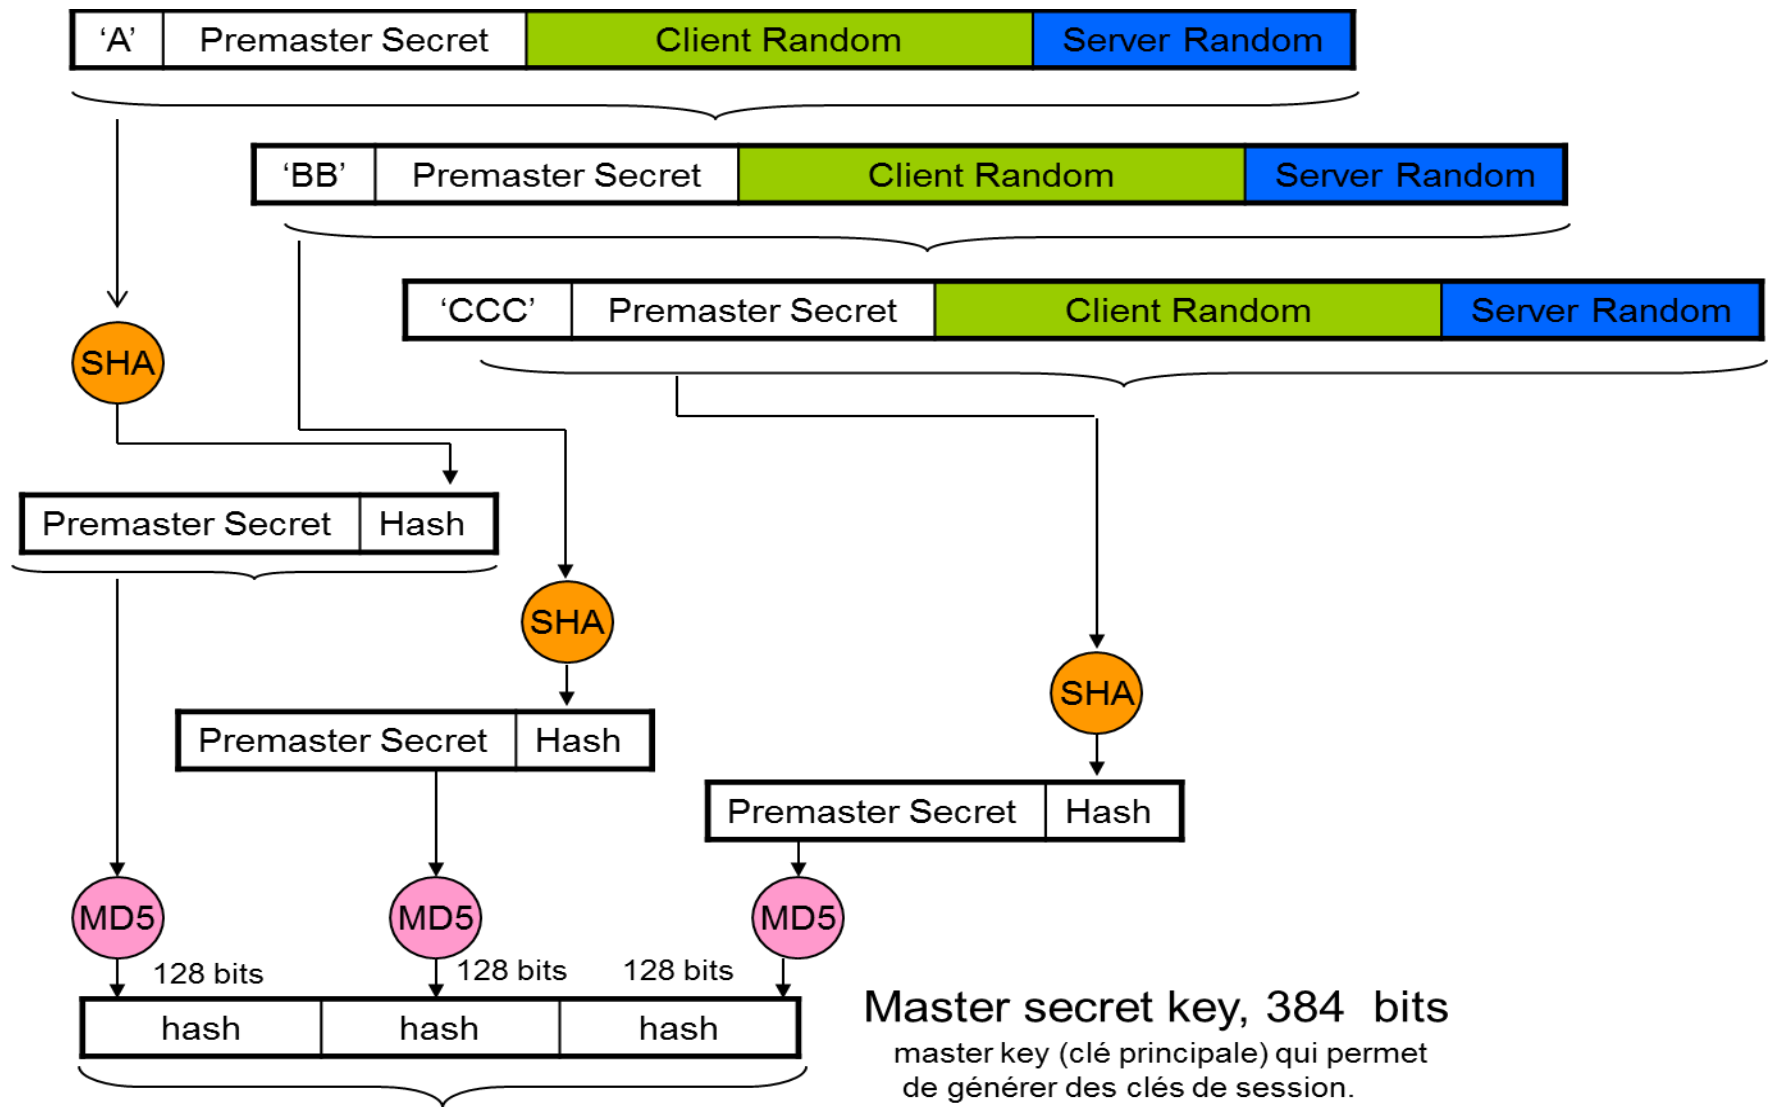 ‘A’ Premaster Secret Client Random Server Random
‘BB’ Premaster Secret Client Random Server Random
‘CCC’ Premaster Secret Client Random Server Random
SHA
Premaster Secret Hash
SHA
SHA
Premaster Secret Hash
Premaster Secret Hash
MD5 MD5 MD5
128 bits 128 bits 128 bits
hash hash hash
Master secret key, 384 bits
master key (clé principale) qui permet
de générer des clés de session.